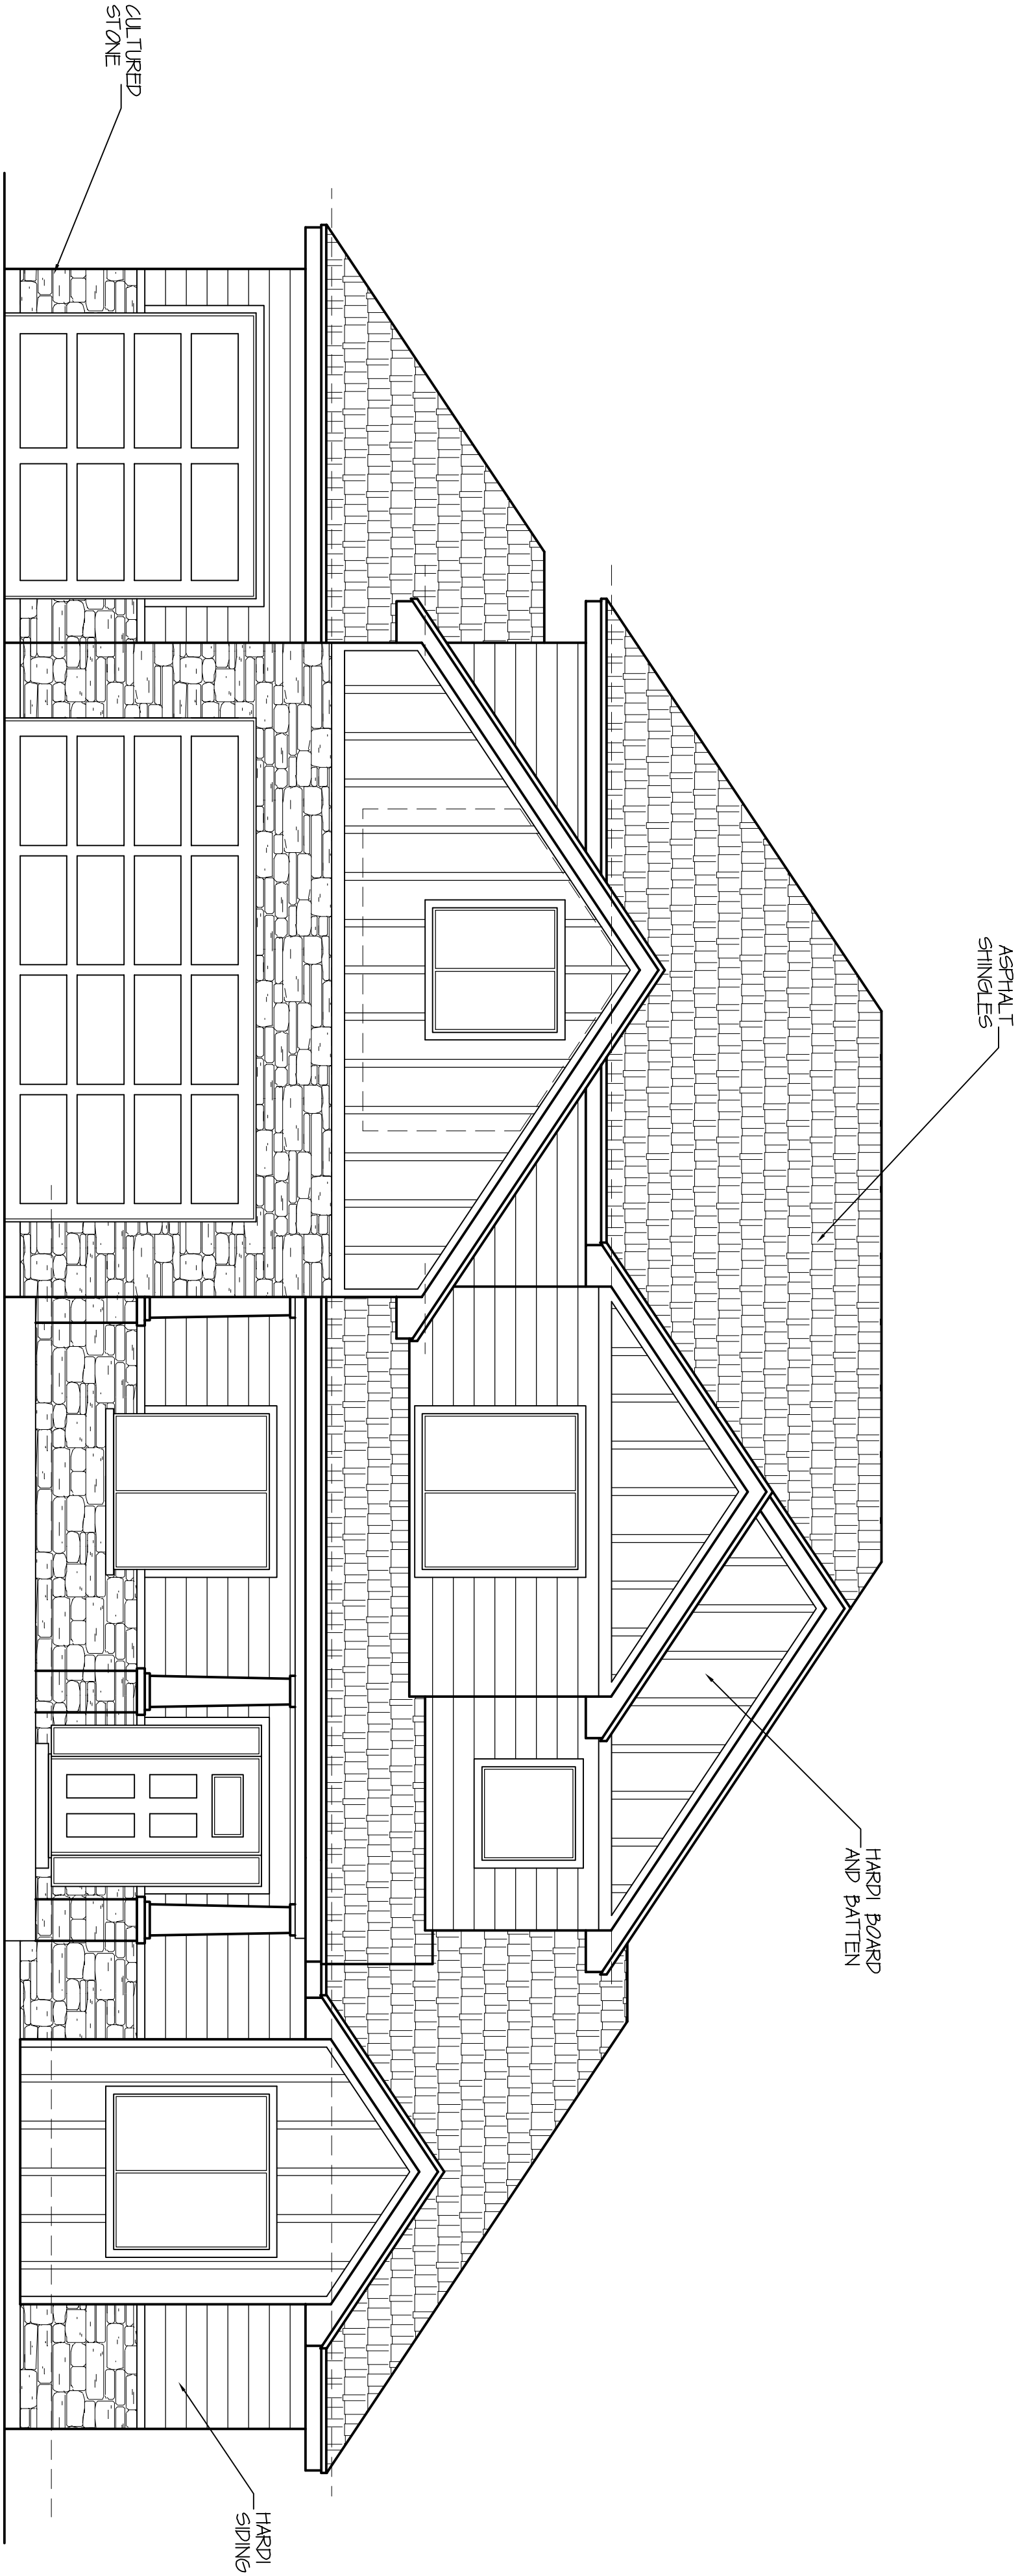 CULTURED
STONE
ASPHALT
SHINGLES
HARDI BOARD
AND BATTEN
HARDI
SIDING